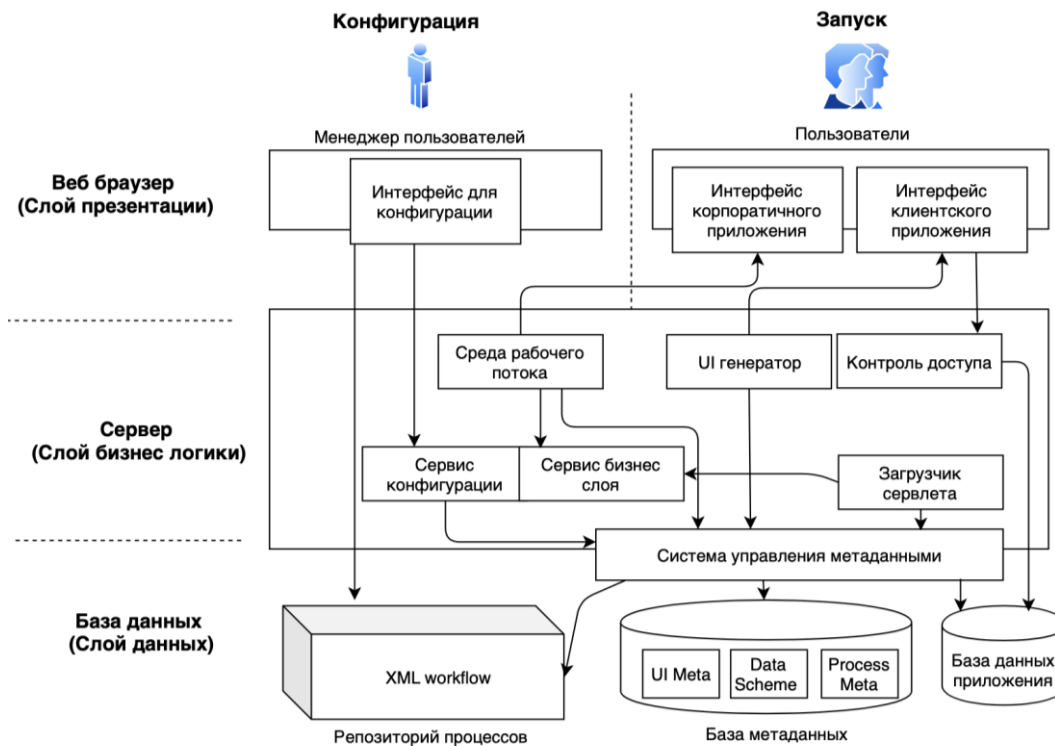 Конфигурация
Запуск
Менеджер пользователей
Пользователи
Веб браузер
(Слой презентации)
Интерфейс для
конфигурации
Интерфейс
корпоратичного
приложения
Интерфейс
клиентского
приложения
Среда рабочего
потока
UI генератор
Контроль доступа
Сервер
(Слой бизнес логики)
Сервис
конфигурации
Сервис бизнес
слоя
Загрузчик
сервлета
Система управления метаданными
База данных
(Слой данных)
XML workflow
UI Meta
Data
Scheme
Process
Meta
База данных
приложения
Репозиторий процессов
База метаданных